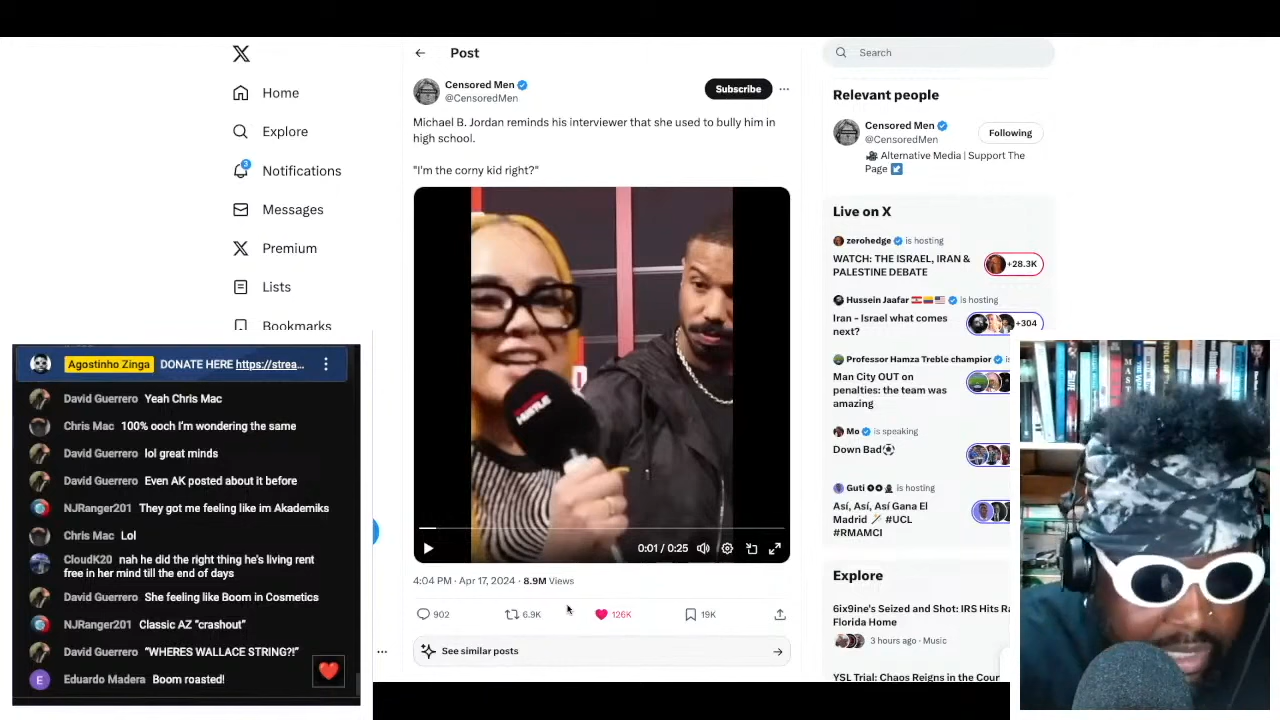 Home
Explore
3
Notifications
Messages
Premium
Lists
Bookmarks
Post
Censored Men
@CensoredMen
Subscribe
Michael B. Jordan reminds his interviewer that she used to bully him in
high school.
"I'm the corny kid right?"
HUSTLE
0:01 / 0:25
4:04 PM · Apr 17, 2024 · 8.9M Views
902
6.9K
126K
19K
See similar posts
Search
Relevant people
Censored Men
@CensoredMen
Following
Alternative Media | Support The
Page
Live on X
zerohedge is hosting
WATCH: THE ISRAEL, IRAN &
PALESTINE DEBATE
+28.3K
Hussein Jaafar is hosting
Iran - Israel what comes
next?
+304
Professor Hamza Treble champion is
Man City OUT on
penalties: the team was
amazing
Mo is speaking
Down Bad
Guti is hosting
Así, Así, Así Gana El
Madrid #UCL
#RMAMCI
Explore
6ix9ine's Seized and Shot: IRS Hits Ra
Florida Home
3 hours ago · Music
YSL Trial: Chaos Reigns in the Cour
Agostinho Zinga DONATE HERE https://strea...
David Guerrero Yeah Chris Mac
Chris Mac 100% ooch I'm wondering the same
David Guerrero lol great minds
David Guerrero Even AK posted about it before
NJRanger201 They got me feeling like im Akademiks
Chris Mac Lol
CloudK20 nah he did the right thing he's living rent
free in her mind till the end of days
David Guerrero She feeling like Boom in Cosmetics
NJRanger201 Classic AZ "crashout"
David Guerrero "WHERES WALLACE STRING?!"
E Eduardo Madera Boom roasted!